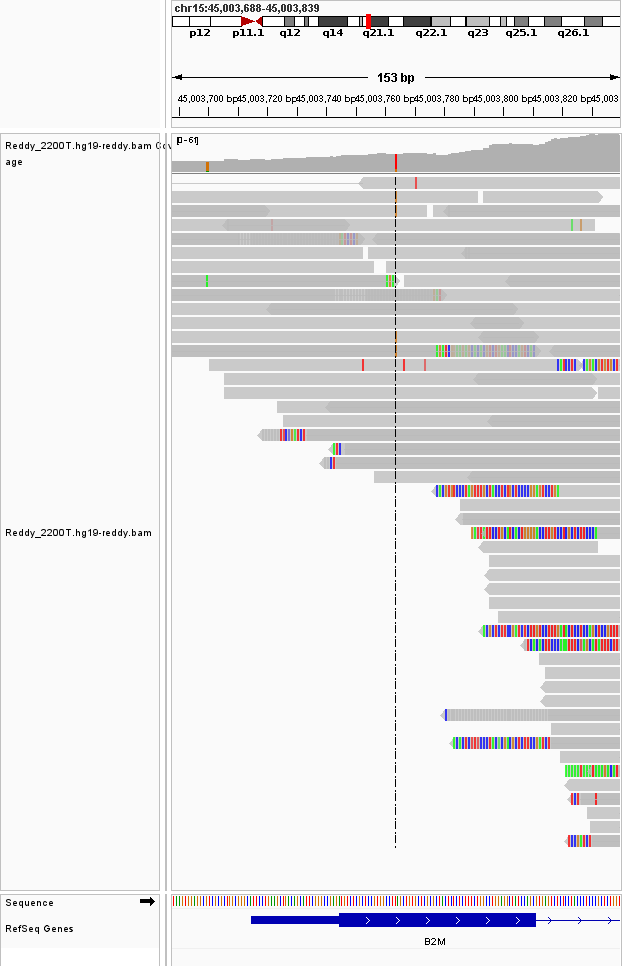 chr15:45,003,688-45,003,839
p12 p11.1 q12 q14 q21.1 q22.1 q23 q25.1 q26.1
153 bp
45,003,700 bp 45,003,720 bp 45,003,740 bp 45,003,760 bp 45,003,780 bp 45,003,800 bp 45,003,820 bp 45,003
Reddy_2200T.hg19-reddy.bam Cov
age
[0-61]
Reddy_2200T.hg19-reddy.bam
Sequence
RefSeq Genes
B2M